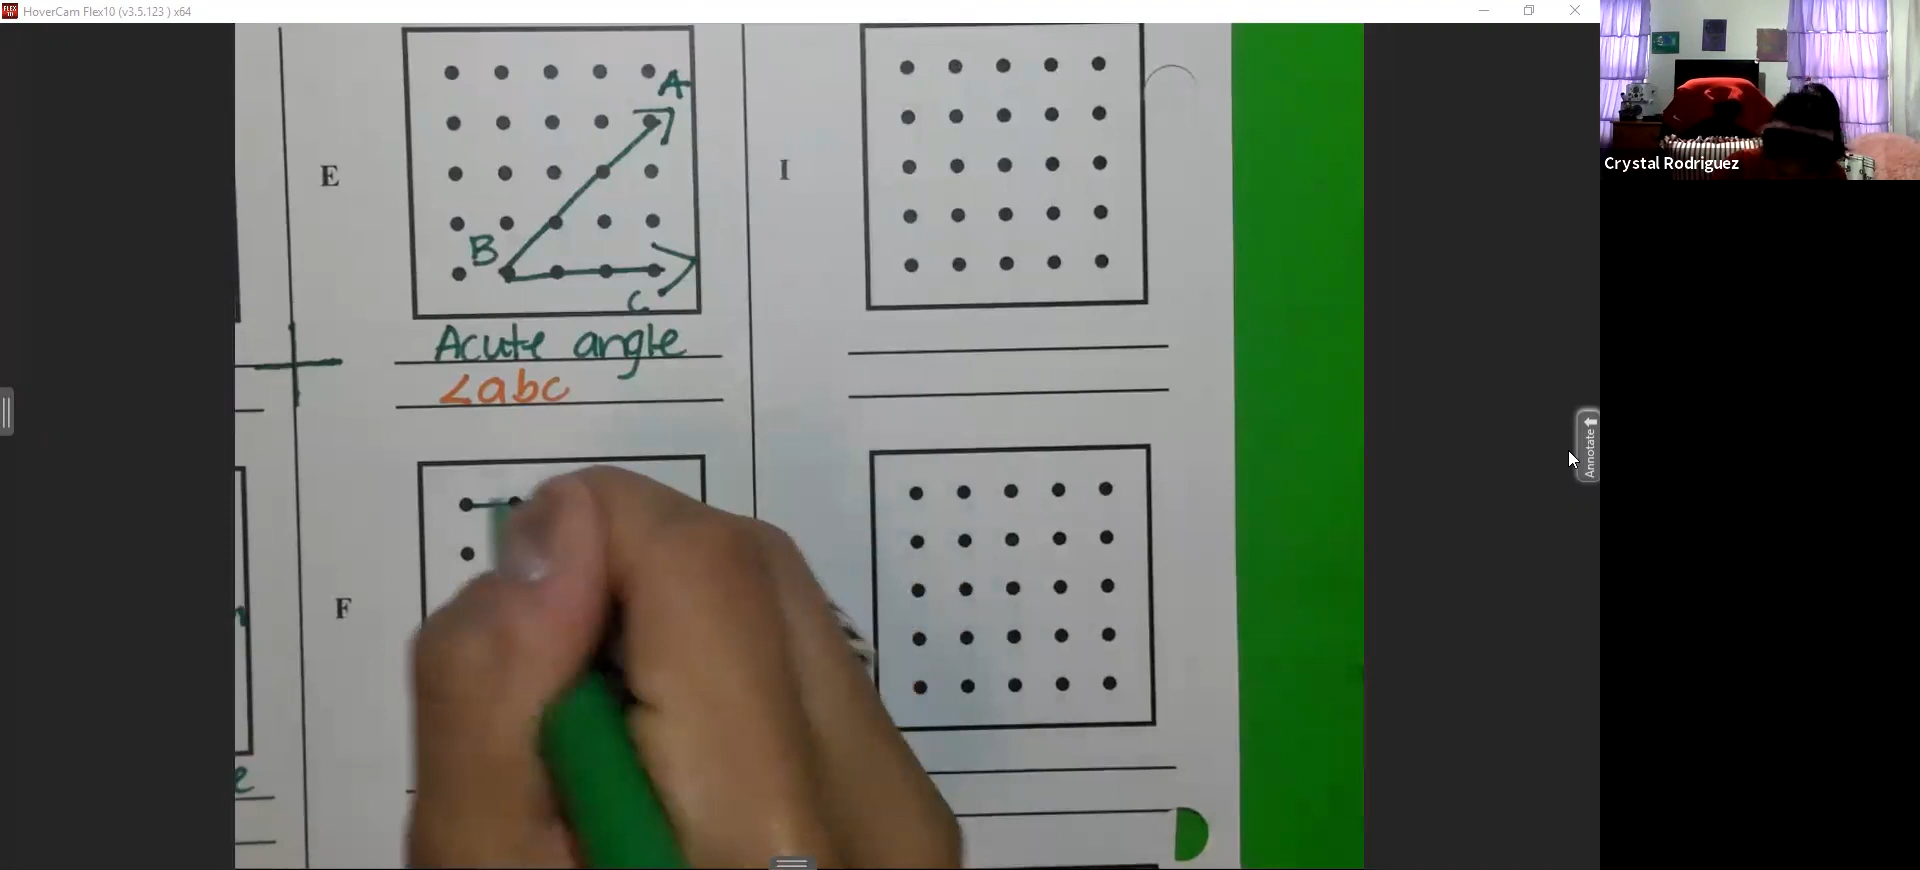 HoverCam Flex10 (v3.5.123 ) x64
A
E
I
B
C
Acute angle
<abc
F
e
Annotate
Crystal Rodriguez